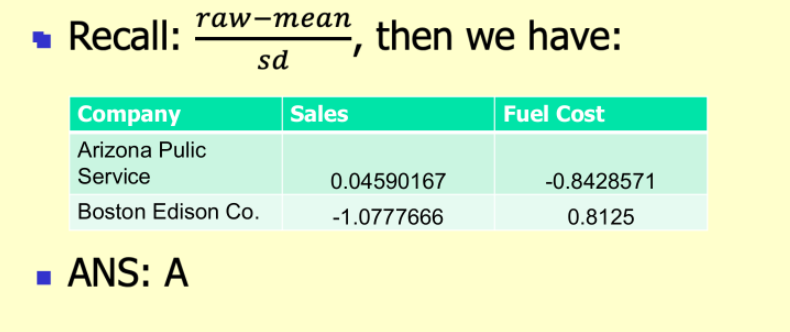 Recall: raw−mean / sd, then we have:
Company Sales Fuel Cost
Arizona Pulic
Service 0.04590167 -0.8428571
Boston Edison Co. -1.0777666 0.8125
ANS: A